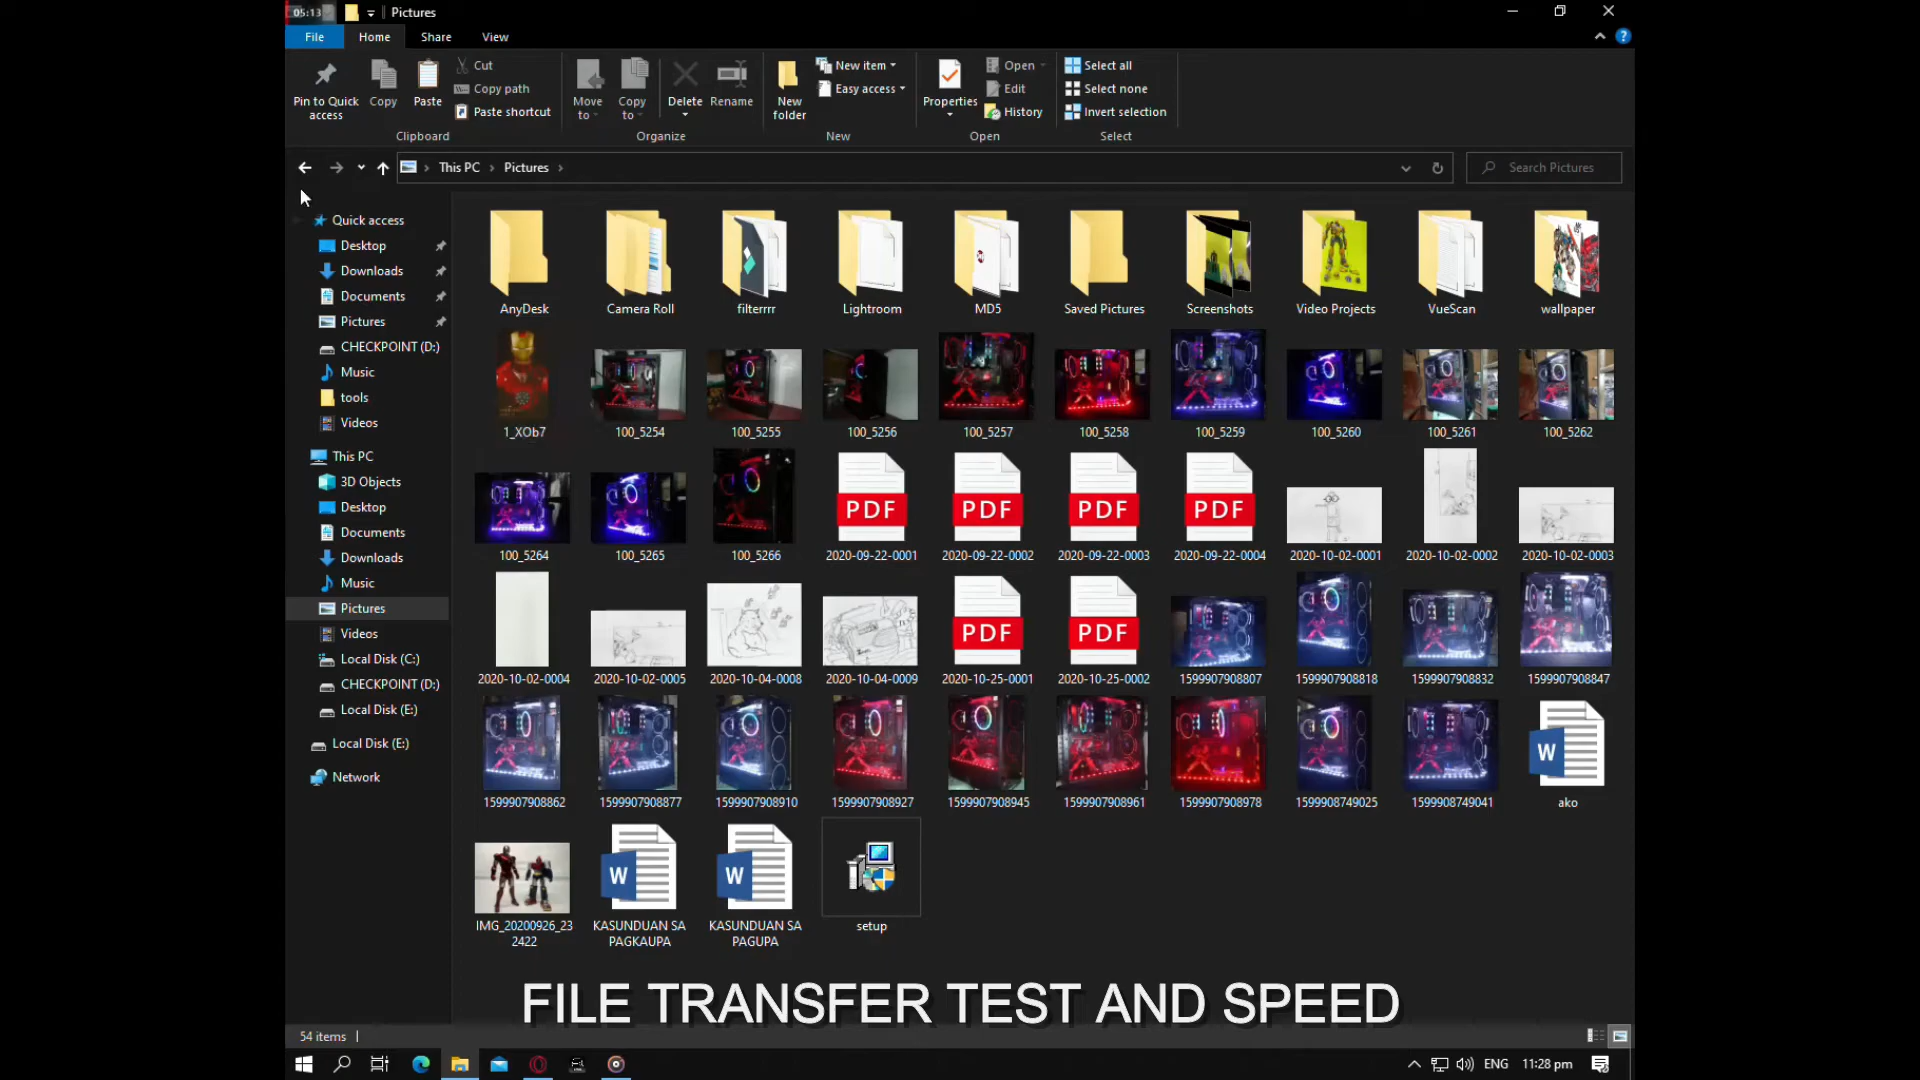 05:13
Pictures
File
Home
Share
View
Pin to Quick access
Copy
Paste
Cut
Copy path
Paste shortcut
Clipboard
Move to
Copy to
Delete
Rename
Organize
New folder
New item
Easy access
New
Properties
Open
Edit
History
Open
Select all
Select none
Invert selection
Select
This PC
Pictures
Search Pictures
Quick access
Desktop
Downloads
Documents
Pictures
CHECKPOINT (D:)
Music
tools
Videos
This PC
3D Objects
Desktop
Documents
Downloads
Music
Pictures
Videos
Local Disk (C:)
CHECKPOINT (D:)
Local Disk (E:)
Local Disk (E:)
Network
AnyDesk
Camera Roll
filterrrr
Lightroom
MD5
Saved Pictures
Screenshots
Video Projects
VueScan
wallpaper
1_XOb7
100_5254
100_5255
100_5256
100_5257
100_5258
100_5259
100_5260
100_5261
100_5262
PDF
PDF
PDF
PDF
100_5264
100_5265
100_5266
2020-09-22-0001
2020-09-22-0002
2020-09-22-0003
2020-09-22-0004
2020-10-02-0001
2020-10-02-0002
2020-10-02-0003
PDF
PDF
2020-10-02-0004
2020-10-02-0005
2020-10-04-0008
2020-10-04-0009
2020-10-25-0001
2020-10-25-0002
1599907908807
1599907908818
1599907908832
1599907908847
W
1599907908862
1599907908877
1599907908910
1599907908927
1599907908945
1599907908961
1599907908978
1599908749025
1599908749041
ako
W
W
IMG_20200926_23
2422
KASUNDUAN SA
PAGKAUPA
KASUNDUAN SA
PAGUPA
setup
FILE TRANSFER TEST AND SPEED
54 items
ENG
11:28 pm